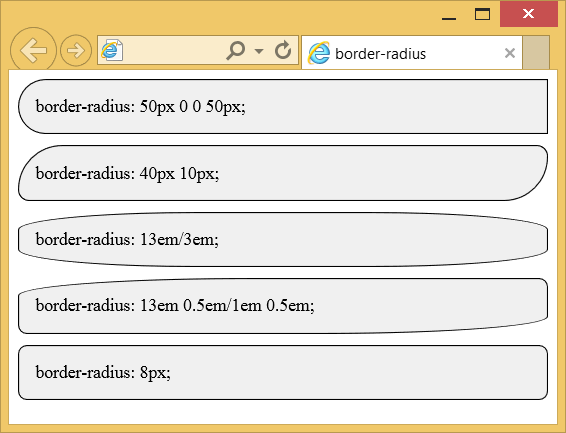 border-radius
border-radius: 50px 0 0 50px;
border-radius: 40px 10px;
border-radius: 13em/3em;
border-radius: 13em 0.5em/1em 0.5em;
border-radius: 8px;